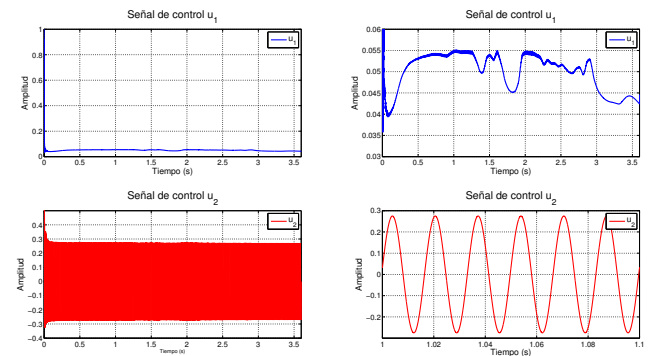 Señal de control u1
u1
Amplitud
1
0.8
0.6
0.4
0.2
0
0 0.5 1 1.5 2 2.5 3 3.5
Tiempo (s)
Señal de control u1
u1
Amplitud
0.06
0.055
0.05
0.045
0.04
0.035
0.03
0 0.5 1 1.5 2 2.5 3 3.5
Tiempo (s)
Señal de control u2
u2
Amplitud
0.4
0.3
0.2
0.1
0
−0.1
−0.2
−0.3
−0.4
0 0.5 1 1.5 2 2.5 3 3.5
Tiempo (s)
Señal de control u2
u2
Amplitud
0.3
0.2
0.1
0
−0.1
−0.2
1 1.02 1.04 1.06 1.08 1.1
Tiempo (s)